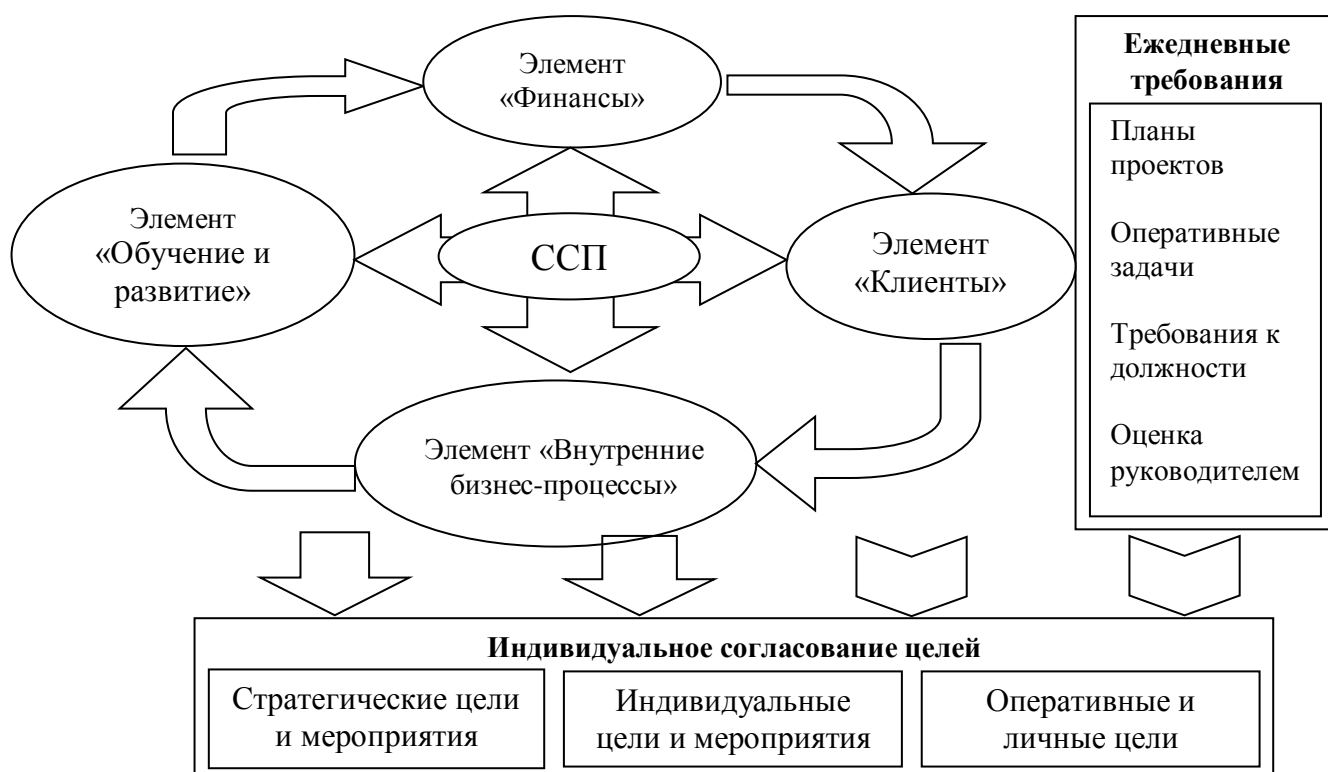 Элемент
«Финансы»
Ежедневные
требования
Планы
проектов
Оперативные
задачи
Требования к
должности
Оценка
руководителем
Элемент
«Обучение и
развитие»
ССП
Элемент
«Клиенты»
Элемент «Внутренние
бизнес-процессы»
Индивидуальное согласование целей
Стратегические цели
и мероприятия
Индивидуальные
цели и мероприятия
Оперативные и
личные цели